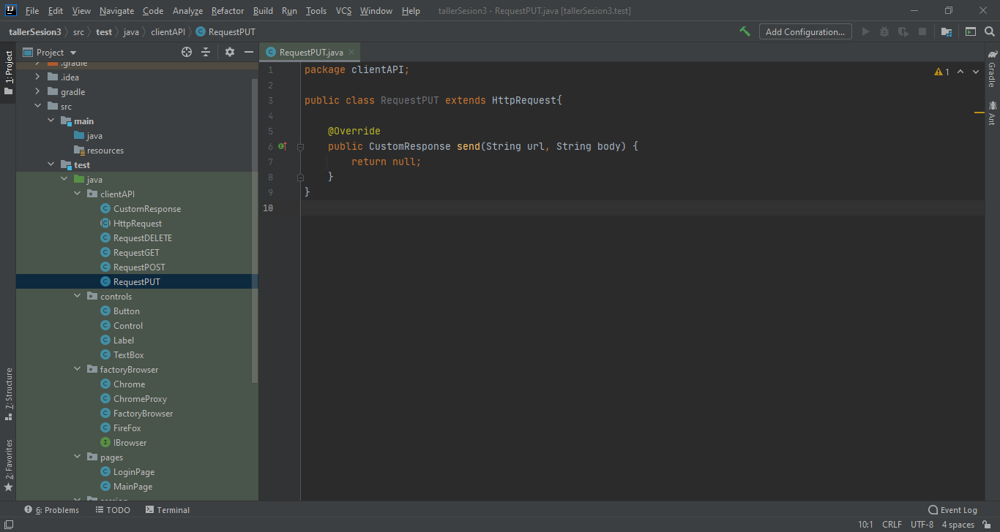 File Edit View Navigate Code Analyze Refactor Build Run Tools VCS Window Help tallerSesion3 - RequestPUT.java [tallerSesion3.test]
tallerSesion3 src test java clientAPI RequestPUT Add Configuration...
1: Project
Project
.gradle
.idea
gradle
src
main
java
resources
test
java
clientAPI
CustomResponse
HttpRequest
RequestDELETE
RequestGET
RequestPOST
RequestPUT
controls
Button
Control
Label
TextBox
factoryBrowser
Chrome
ChromeProxy
FactoryBrowser
FireFox
IBrowser
pages
LoginPage
MainPage
session
7: Structure
2: Favorites
RequestPUT.java
1 package clientAPI;
2
3 public class RequestPUT extends HttpRequest{
4
5 @Override
6 public CustomResponse send(String url, String body) {
7 return null;
8 }
9 }
10
1
Gradle
Ant
6: Problems TODO Terminal Event Log
10:1 CRLF UTF-8 4 spaces